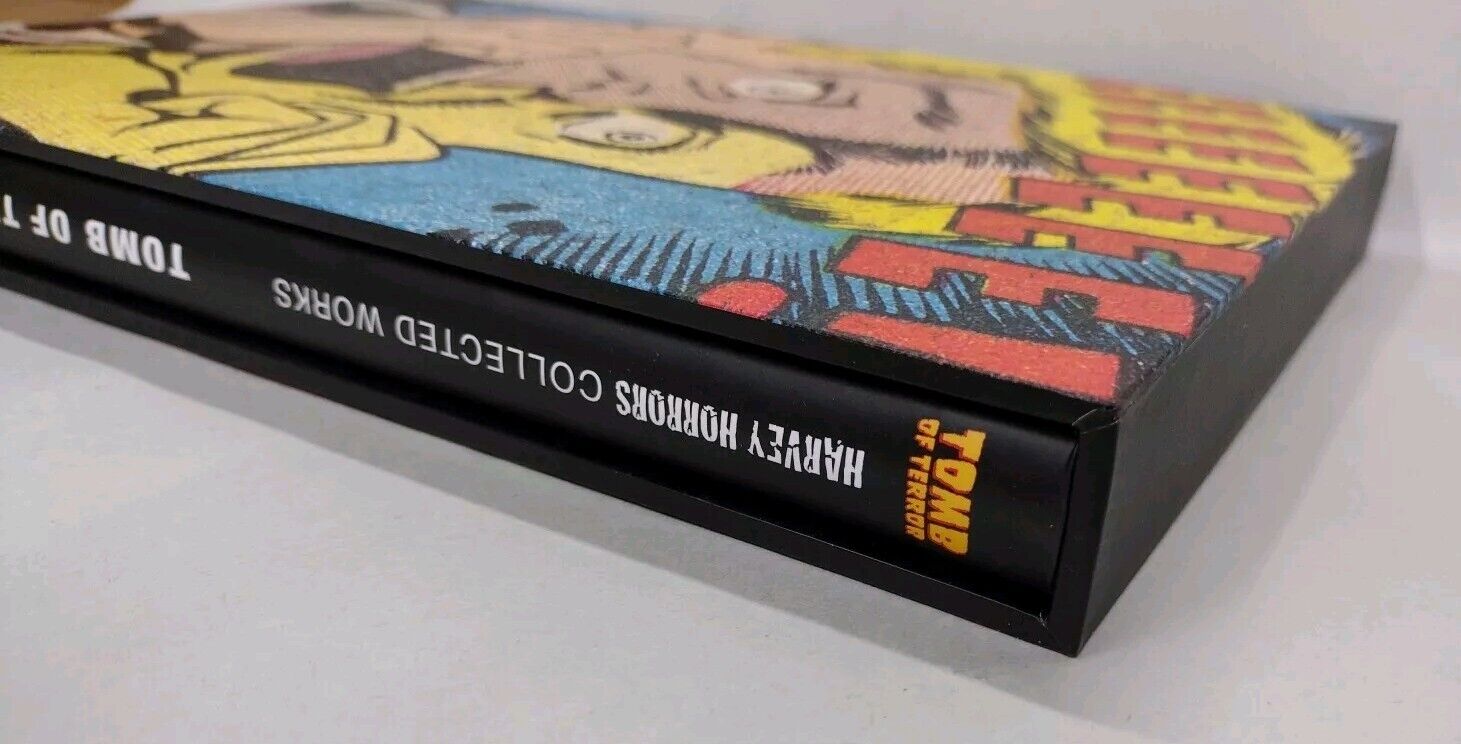 TOMB
OF TERROR
HARVEY HORRORS COLLECTED WORKS TOMB OF T